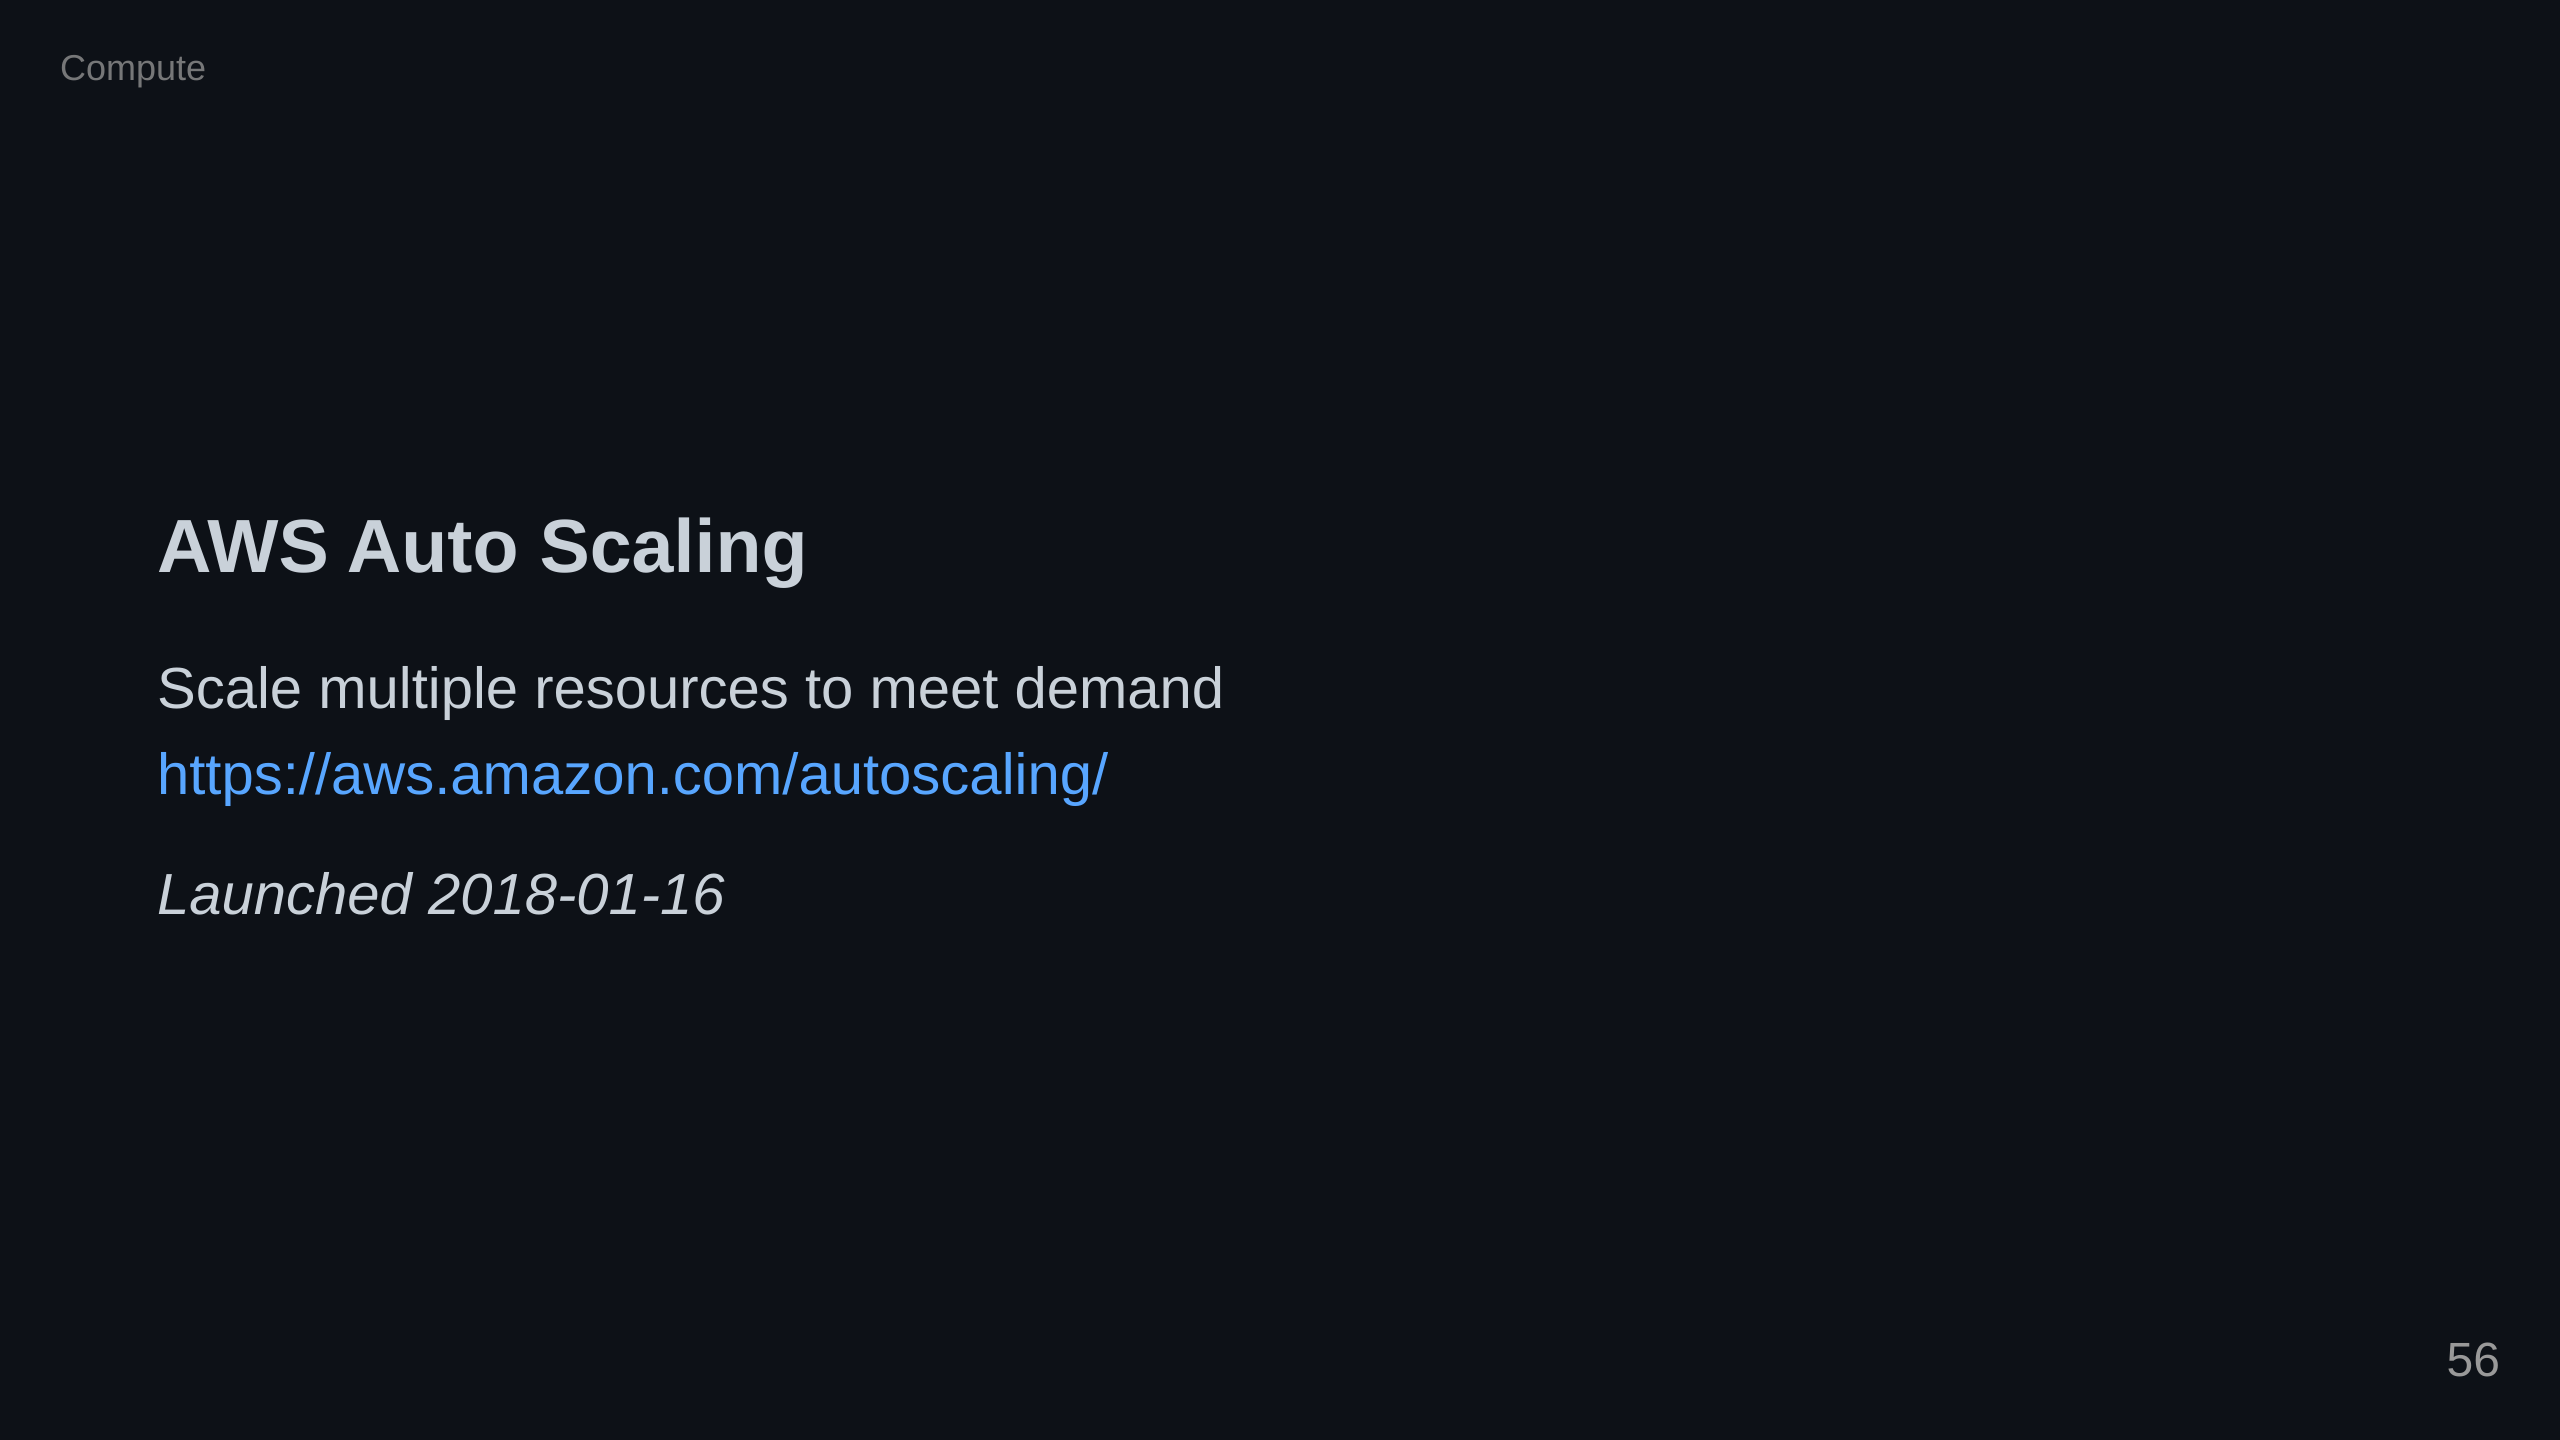 Compute
AWS Auto Scaling
Scale multiple resources to meet demand
https://aws.amazon.com/autoscaling/
Launched 2018-01-16
56